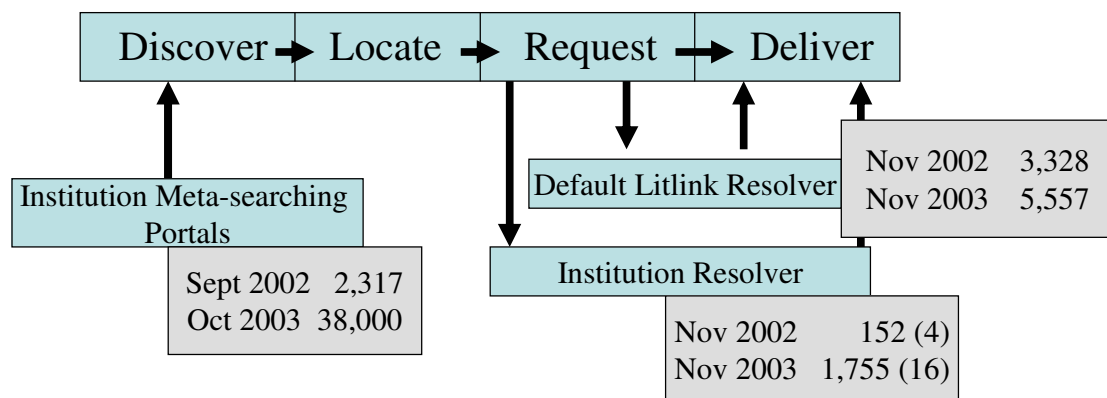 Discover
Locate
Request
Deliver
Institution Meta-searching
Portals
Sept 2002 2,317
Oct 2003 38,000
Default Litlink Resolver
Nov 2002 3,328
Nov 2003 5,557
Institution Resolver
Nov 2002 152 (4)
Nov 2003 1,755 (16)